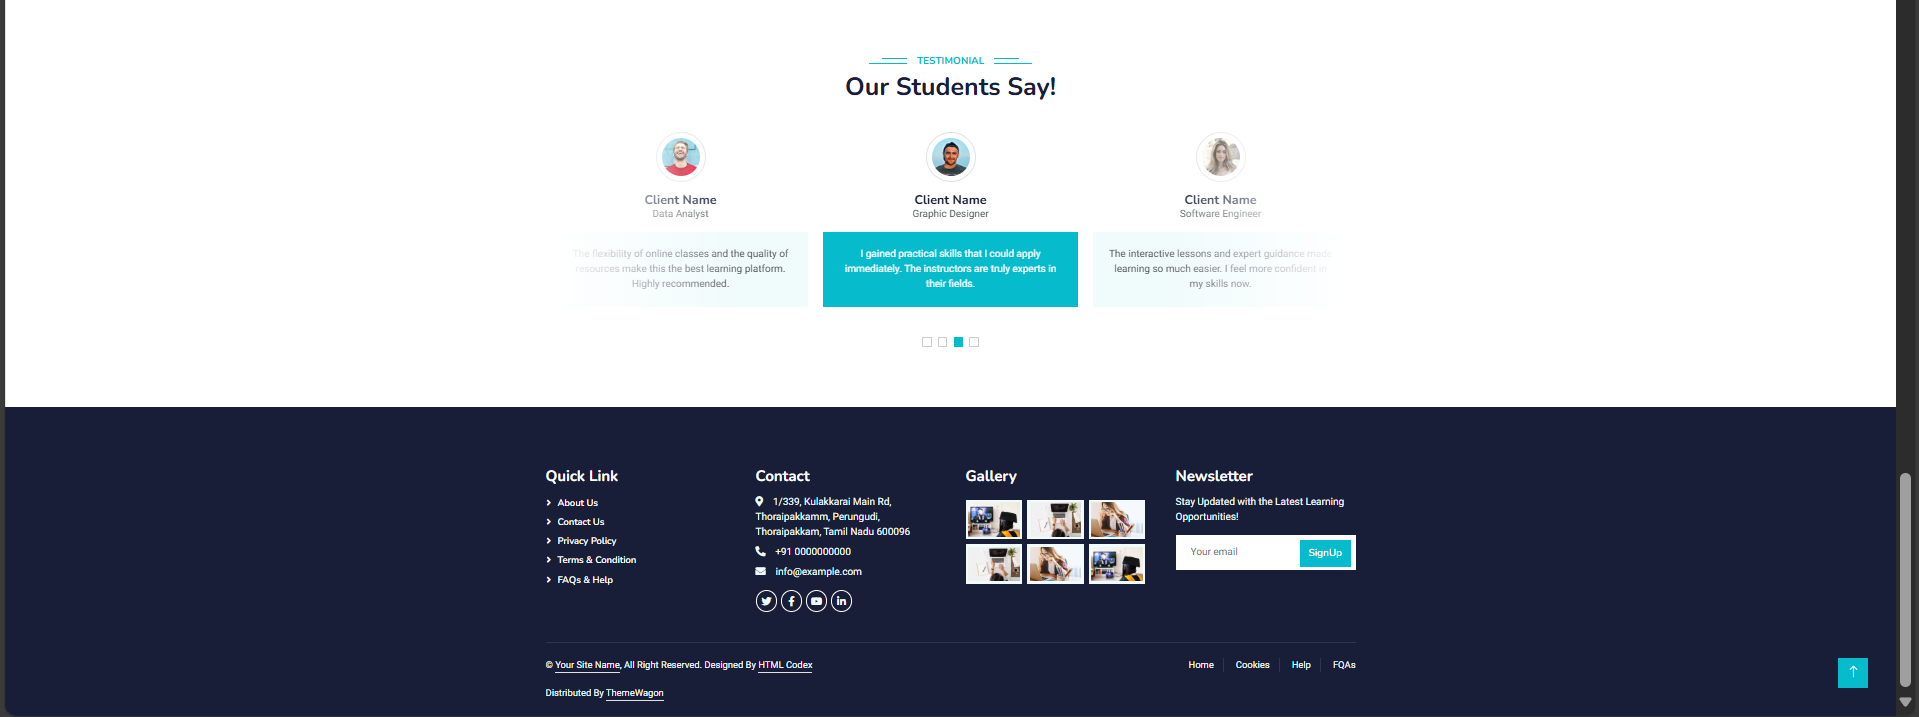 TESTIMONIAL
Our Students Say!
Client Name
Data Analyst
The flexibility of online classes and the quality of
resources make this the best learning platform.
Highly recommended.
Client Name
Graphic Designer
I gained practical skills that I could apply
immediately. The instructors are truly experts in
their fields.
Client Name
Software Engineer
The interactive lessons and expert guidance made
learning so much easier. I feel more confident in
my skills now.
Quick Link
About Us
Contact Us
Privacy Policy
Terms & Condition
FAQs & Help
Contact
1/339, Kulakkarai Main Rd,
Thoraipakkamm, Perungudi,
Thoraipakkam, Tamil Nadu 600096
+91 0000000000
info@example.com
Gallery
Newsletter
Stay Updated with the Latest Learning
Opportunities!
Your email
SignUp
© Your Site Name, All Right Reserved. Designed By HTML Codex
Distributed By ThemeWagon
Home
Cookies
Help
FQAs